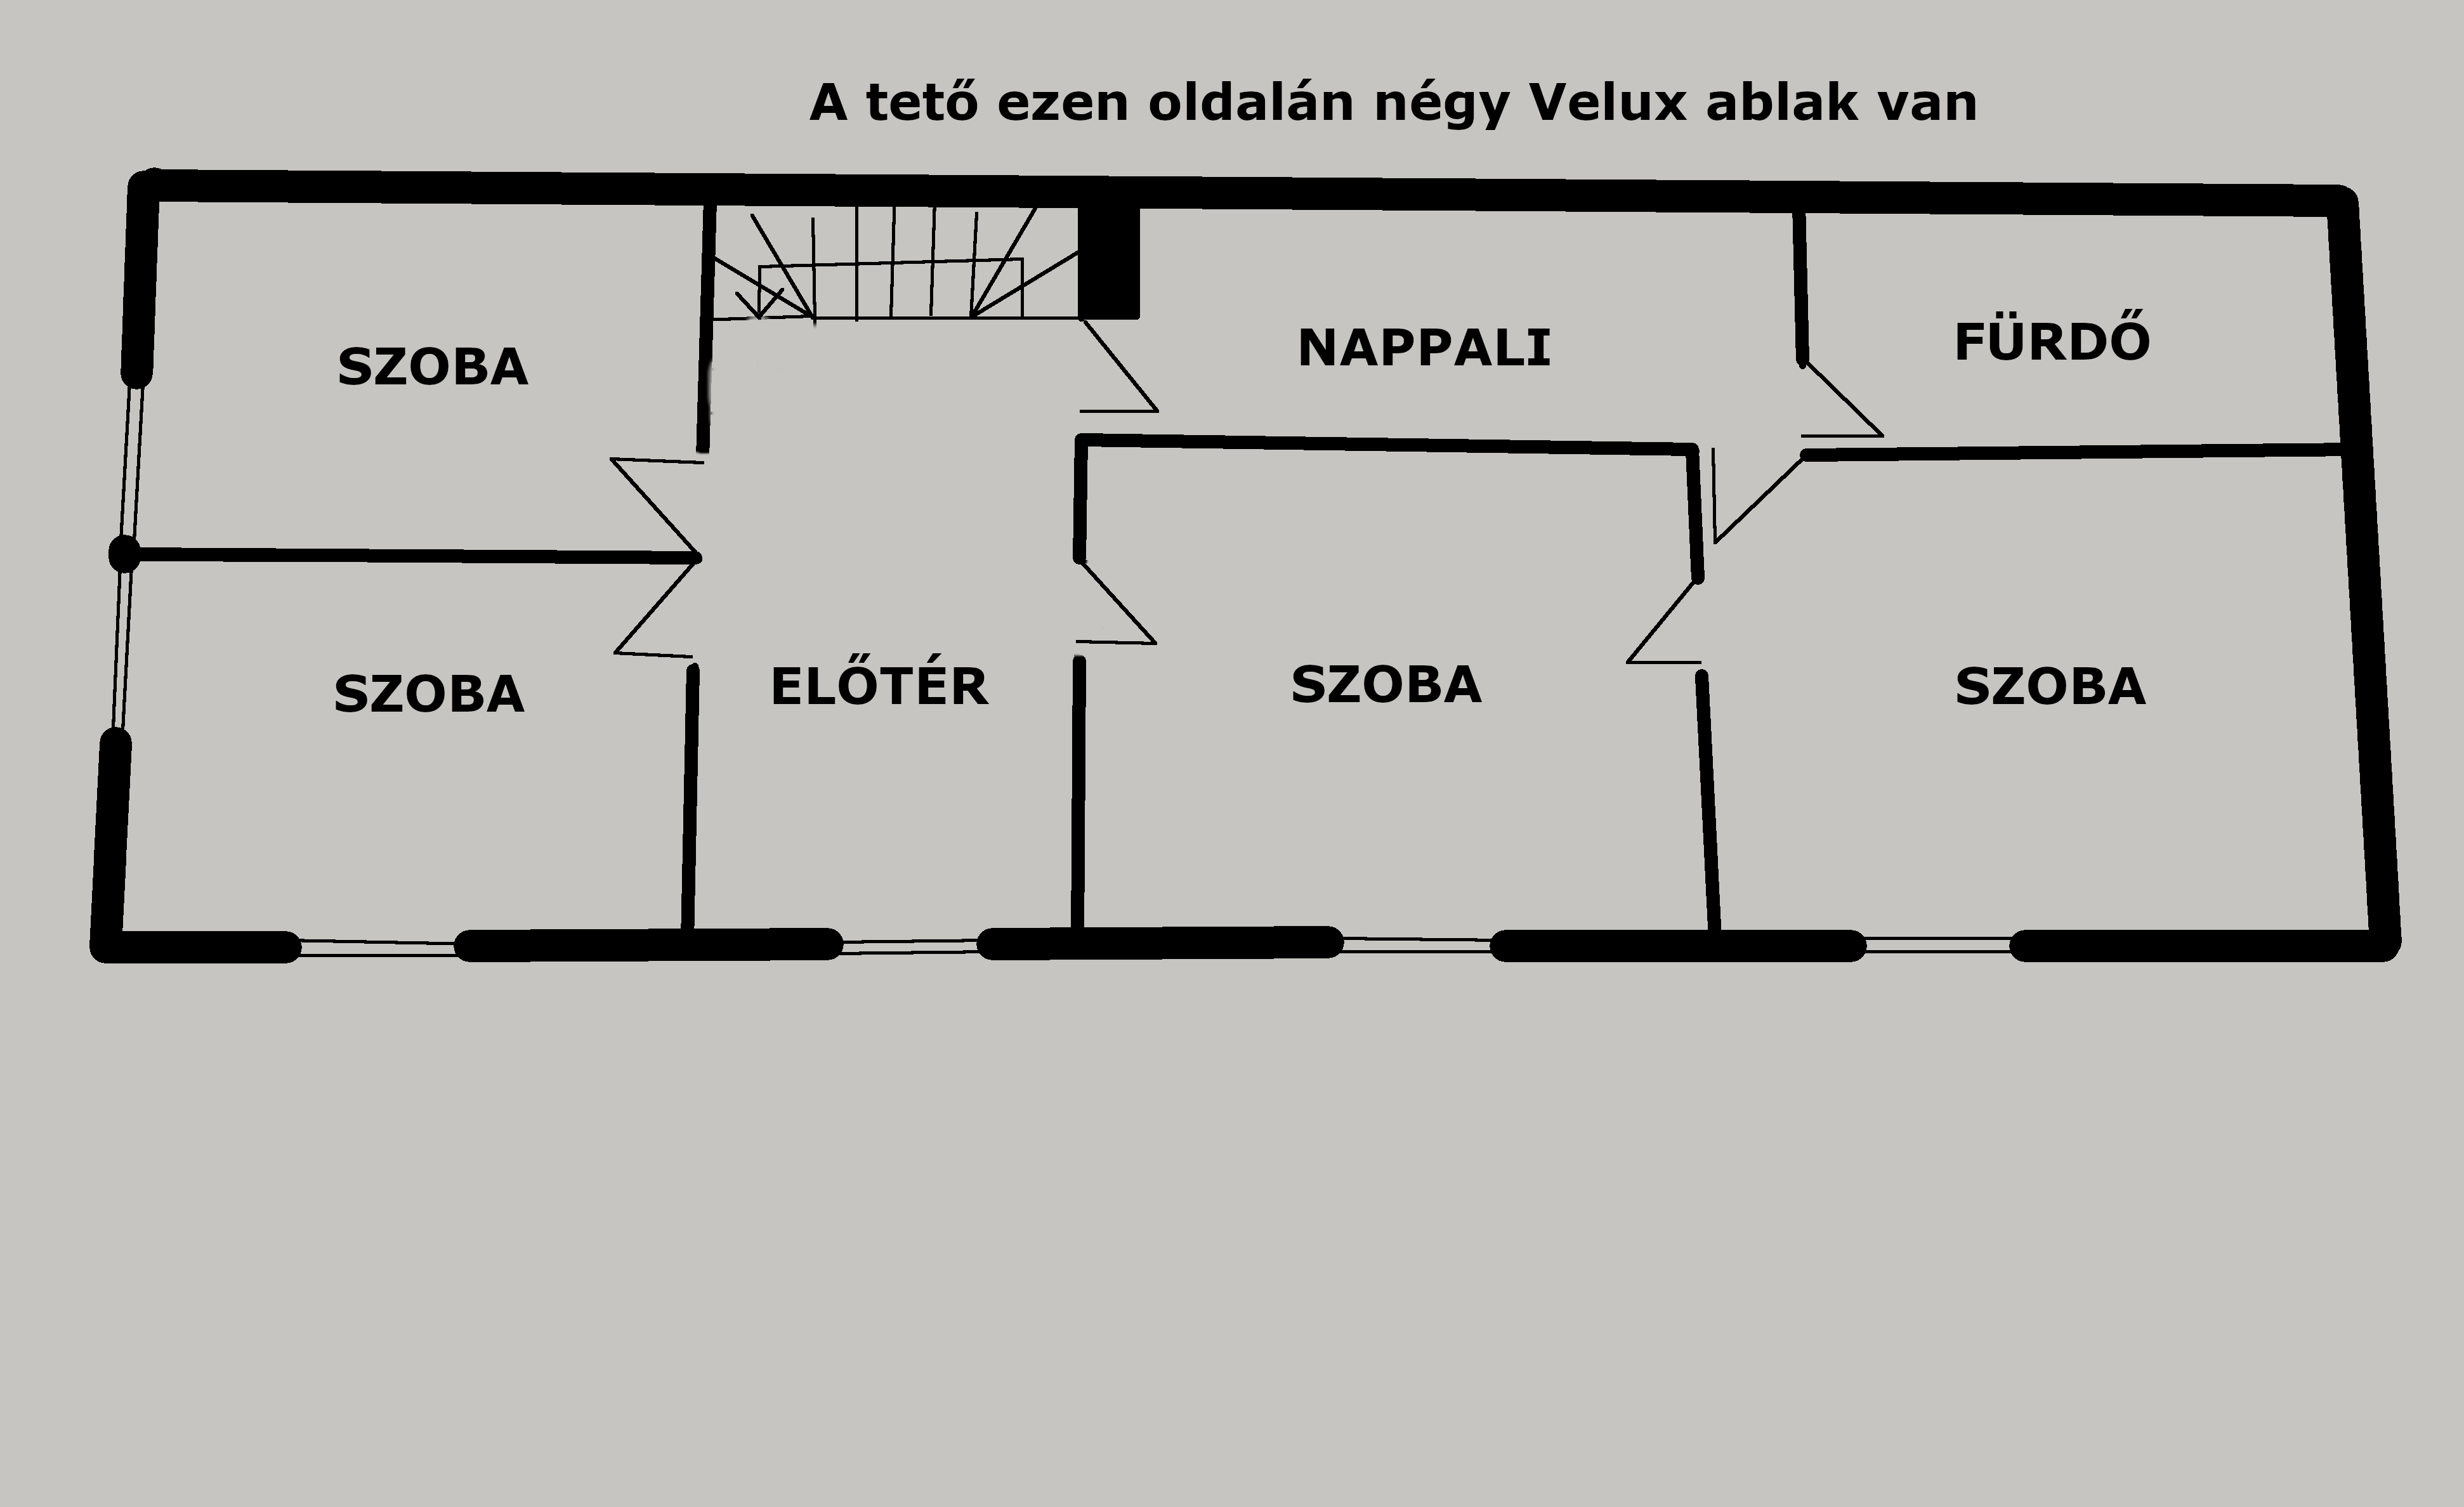 A tető ezen oldalán négy Velux ablak van
SZOBA
NAPPALI
FÜRDŐ
SZOBA
ELŐTÉR
SZOBA
SZOBA